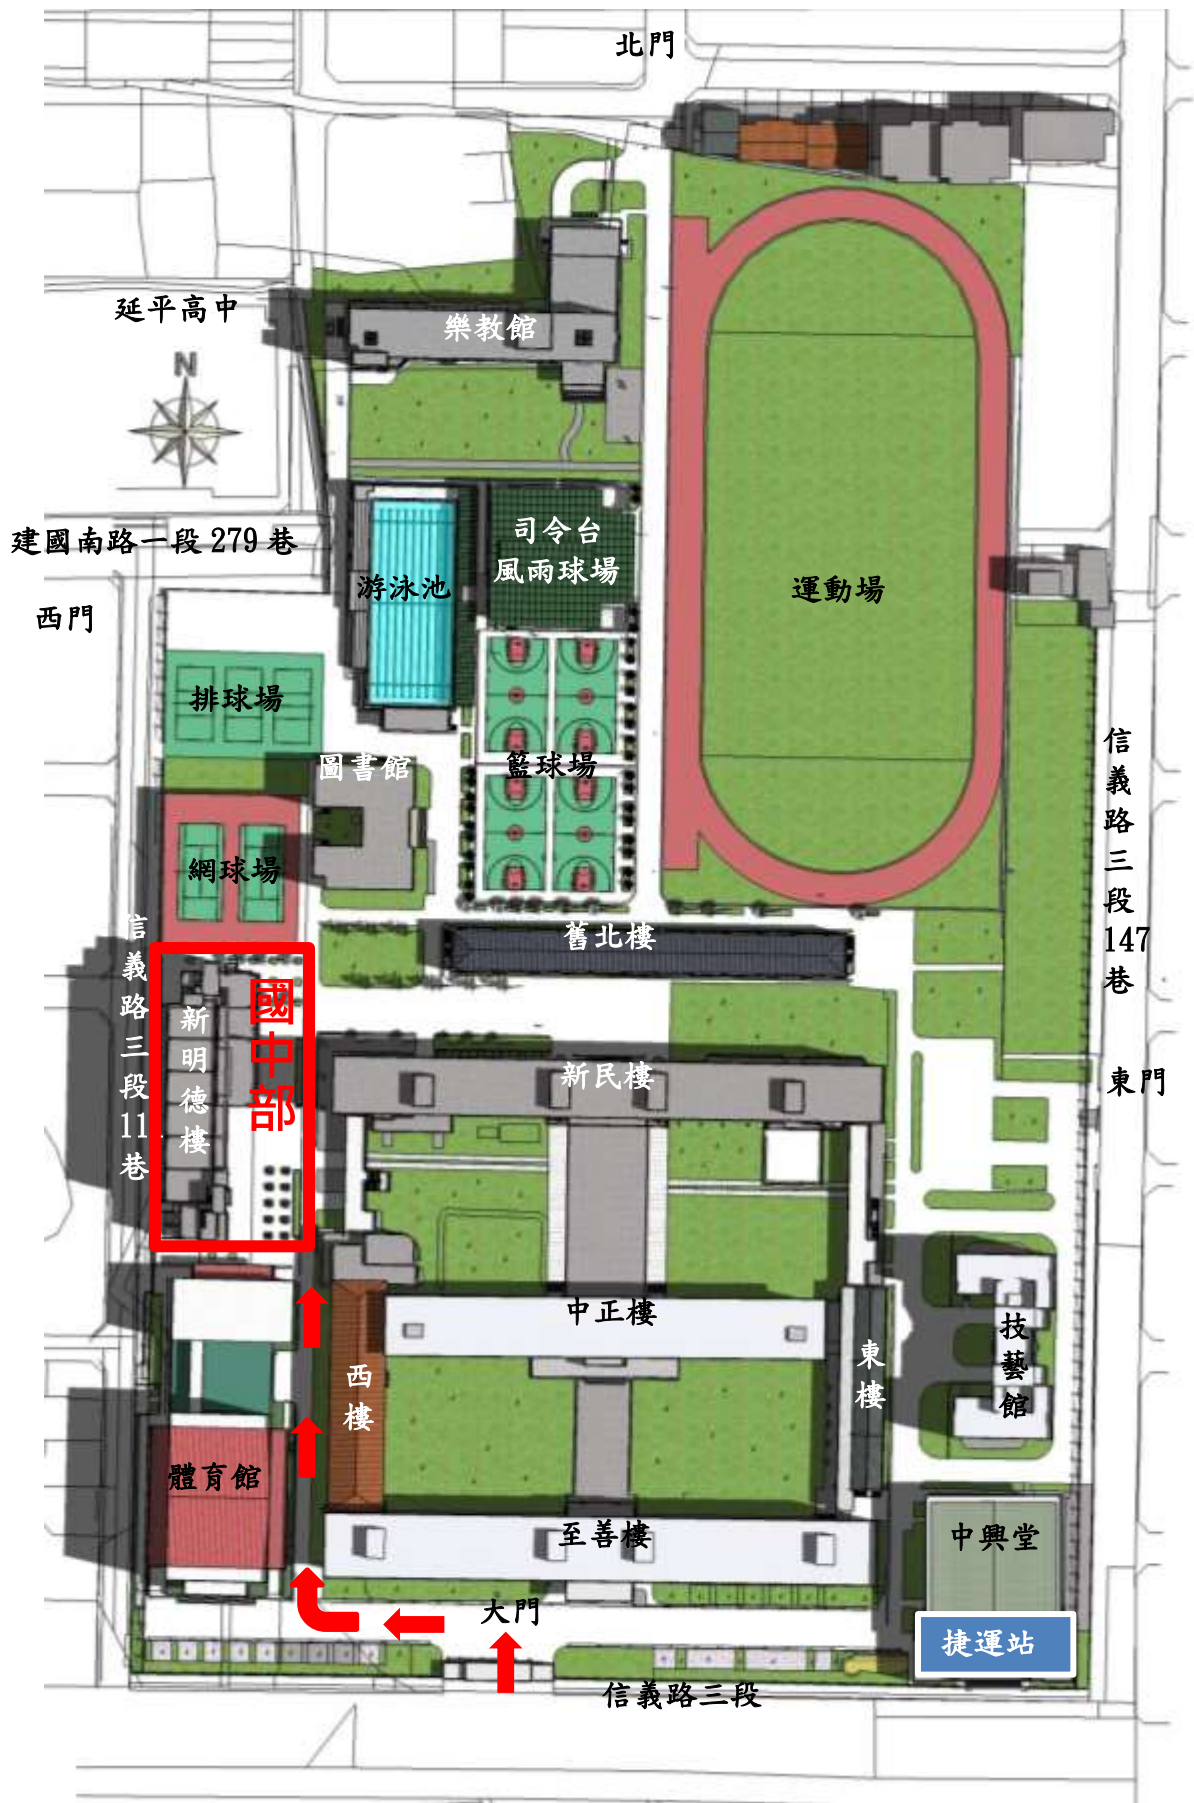 北門
延平高中
樂教館
N
建國南路一段 279 巷
西門
游泳池
司令台
風雨球場
運動場
排球場
圖書館
籃球場
網球場
信義路三段147巷
舊北樓
信義路三段11巷
新明德樓
國中部
新民樓
東門
中正樓
西樓
東樓
技藝館
體育館
至善樓
中興堂
大門
捷運站
信義路三段